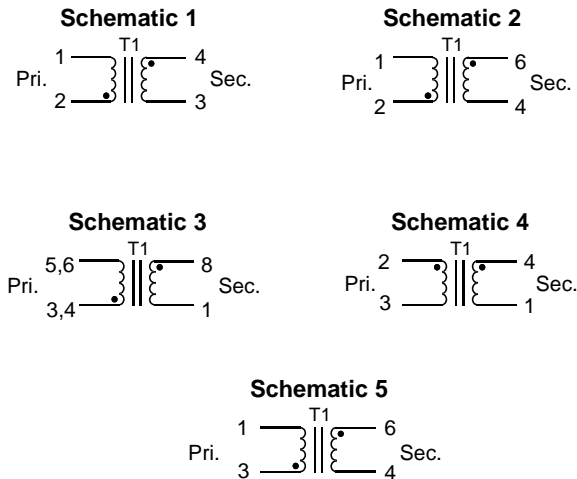 Schematic 1
T1
1
4
Pri.
Sec.
2
3
Schematic 2
T1
1
6
Pri.
Sec.
2
4
Schematic 3
T1
5,6
8
Pri.
Sec.
3,4
1
Schematic 4
T1
2
4
Pri.
Sec.
3
1
Schematic 5
T1
1
6
Pri.
Sec.
3
4